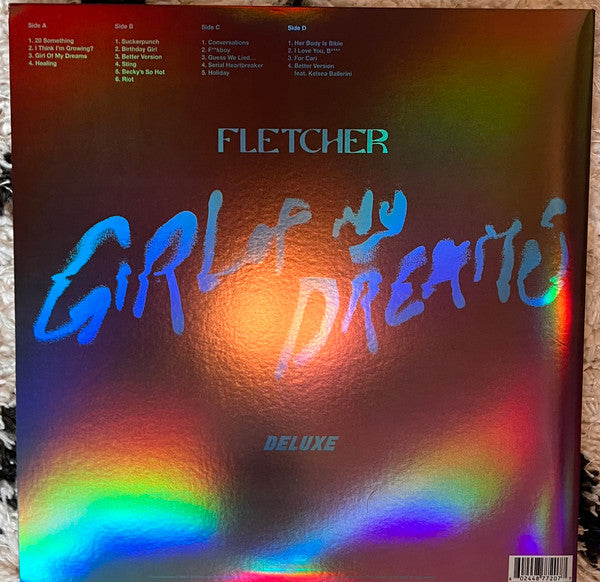 Side A
1. 20 Something
2. I Think I'm Growing?
3. Girl Of My Dreams
4. Healing
Side B
1. Suckerpunch
2. Birthday Girl
3. Better Version
4. Sting
5. Becky's So Hot
6. Riot
Side C
1. Conversations
2. F**kboy
3. Guess We Lied....
4. Serial Heartbreaker
5. Holiday
Side D
1. Her Body Is Bible
2. I Love You, B****
3. For Cari
4. Better Version
feat. Kelsea Ballerini
FLETCHER
GIRL OF MY
DREAMS
DELUXE
02448 77207